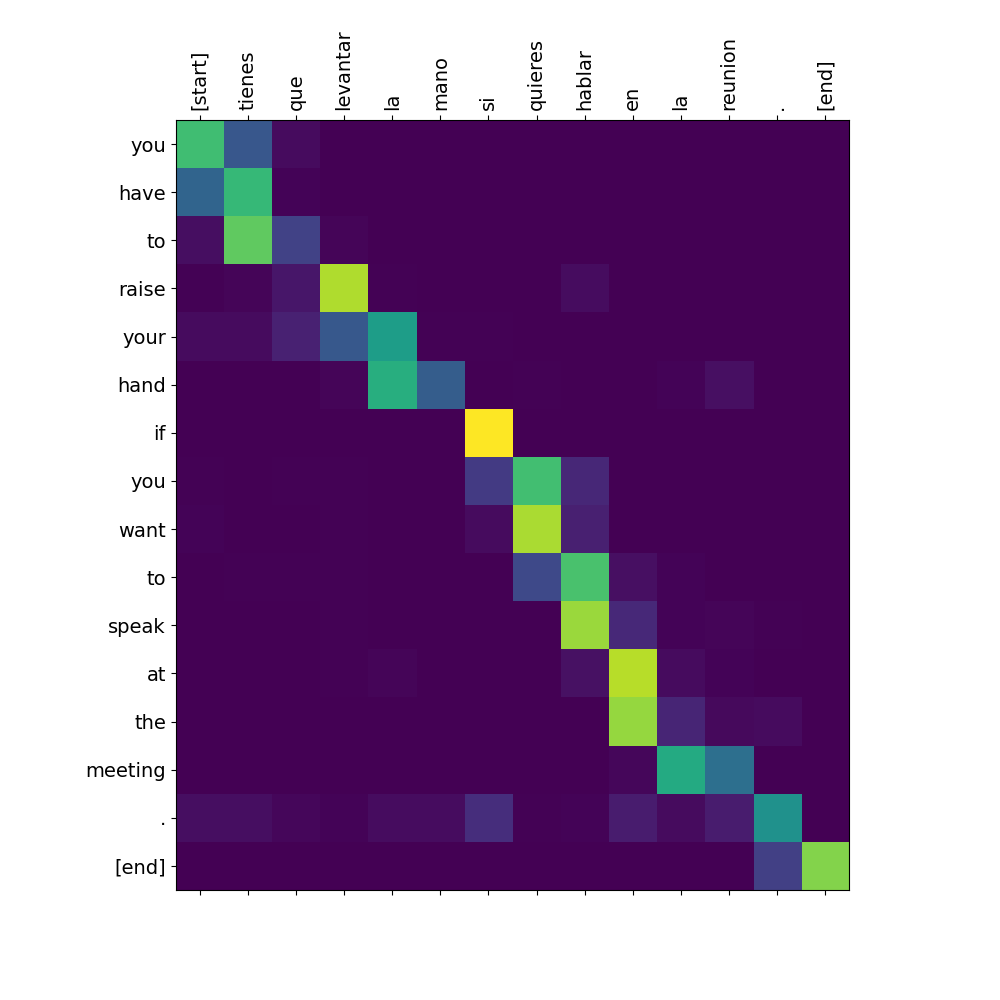 [start] tienes que levantar la mano si quieres hablar en la reunion . [end]
you
have
to
raise
your
hand
if
you
want
to
speak
at
the
meeting
.
[end]